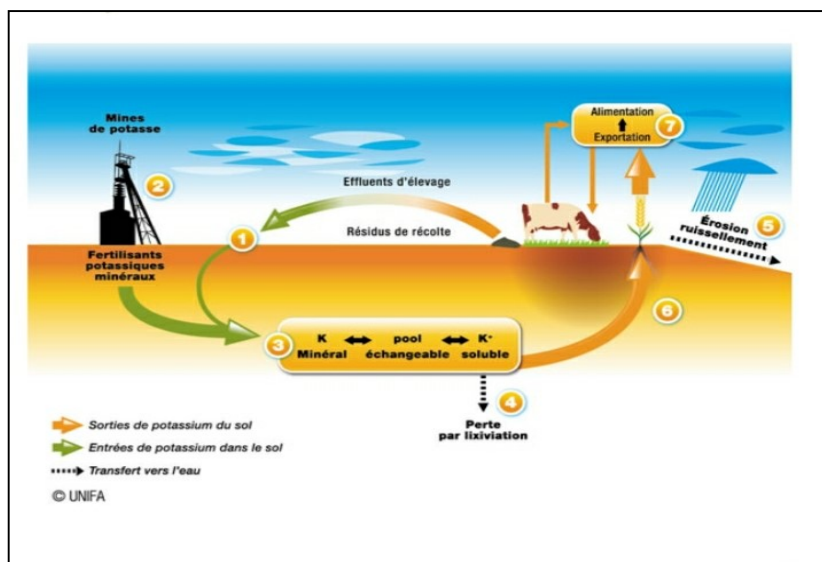 Mines
de potasse
2
Fertilisants
potassiques
minéraux
Effluents d'élevage
1
Résidus de récolte
Alimentation
Exportation
7
Érosion
ruissellement
5
6
3
K pool K+
Minéral échangeable soluble
4
Perte
par lixiviation
Sorties de potassium du sol
Entrées de potassium dans le sol
Transfert vers l'eau
© UNIFA